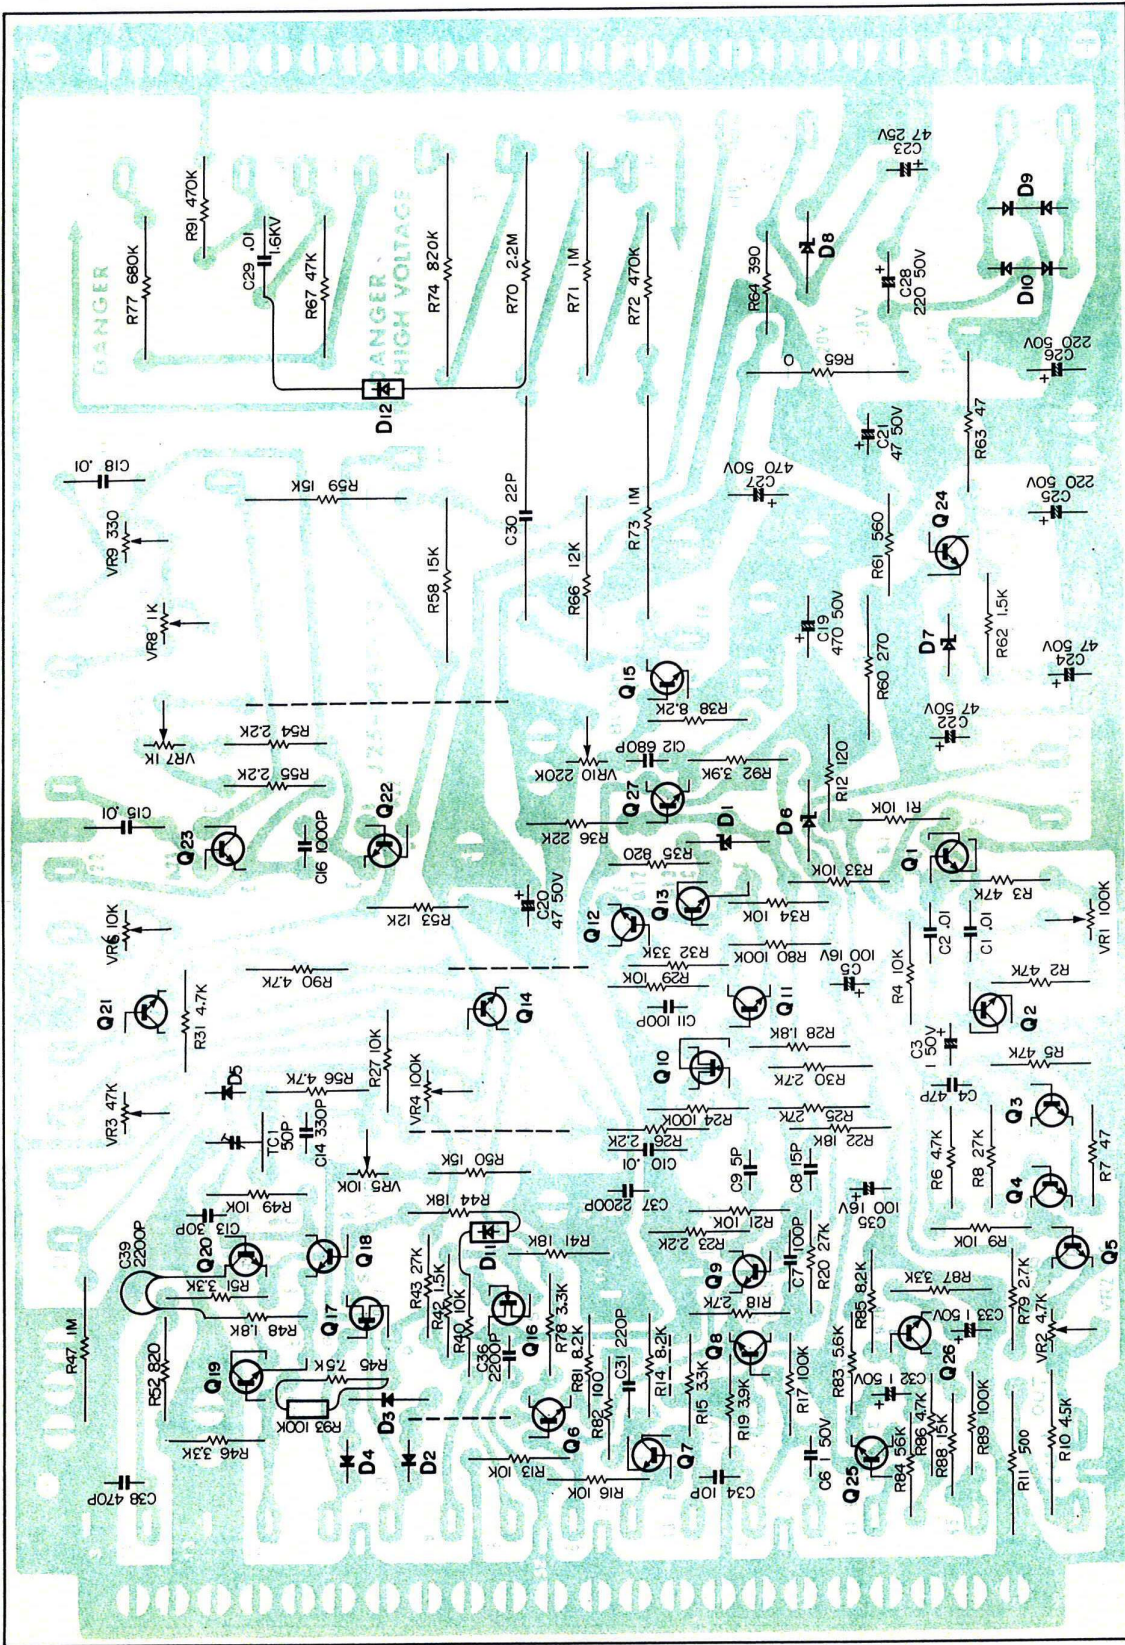 DANGER
DANGER
HIGH VOLTAGE
R77 680K
R91 470K
C29 .01
1.6KV
R67 47K
R74 820K
R70 2.2M
R71 1M
R72 470K
R64 390
D8
C23
47 25V
D9
D10
C28
220 50V
D12
R65
0
C26
220 50V
R63 47
C21
47 50V
C18 .01
VR9 330
R59 15K
C30 22P
R73 1M
C27
470 50V
Q24
R61 560
C25
220 50V
VR8 1K
R58 15K
R66 12K
C19
470 50V
D7
R62 1.5K
R60 270
C24
47 50V
Q15
R38 8.2K
VR7 1K
R54 2.2K
R55 2.2K
VR10 220K
C12 680P
R92 3.9K
R12 120
C22
47 50V
C15 .01
Q23
C16 1000P
Q22
Q27
R36 22K
D1
D6
R1 10K
R35 820
R33 10K
Q1
R3 47K
VR6 10K
R53 12K
C20
47 50V
Q12
Q13
R34 10K
C2 .01
C1 .01
VR1 100K
R32 33K
R80 100K
R29 10K
C5
100 16V
R4 10K
R2 47K
Q21
R31 4.7K
R90 4.7K
Q14
C11 100P
Q11
Q2
Q10
R28 1.8K
R30 2.7K
C3
1 50V
R5 47K
VR3 47K
D5
R56 4.7K
R27 10K
VR4 100K
R24 100K
R25 27K
C4 47P
Q3
TC1
50P
C14 330P
R26 2.2K
R22 18K
C10 .01
R6 4.7K
R8 27K
R7 47
VR5 10K
R50 15K
C9 5P
C8 15P
Q4
R49 10K
R44 18K
C37 2200P
C35
100 16V
C13 30P
R21 10K
R9 10K
C39
2200P
Q20
Q18
D11
R41 18K
R23 2.2K
Q9
C7 100P
R20 27K
Q5
R51
3.3K
R43 27K
R42 1.5K
R40 10K
R85 8.2K
R87 3.3K
R79 2.7K
R47 1M
R48 1.8K
Q17
Q16
R78 3.3K
R18
2.7K
Q8
Q26
C33
1 50V
VR2 4.7K
C36
2200P
R52 820
Q19
R45
7.5K
R81 8.2K
C31 220P
R14 8.2K
R15 3.3K
R19 3.9K
R17 100K
R83 5.6K
C32
1 50V
R93 100K
D3
R82 100
Q6
R86 4.7K
R89 100K
R46 3.3K
D4
D2
R13 10K
Q7
R84 56K
R88 15K
R11 500
R10 4.5K
C38 470P
R16 10K
C34 10P
C6 1 50V
Q25